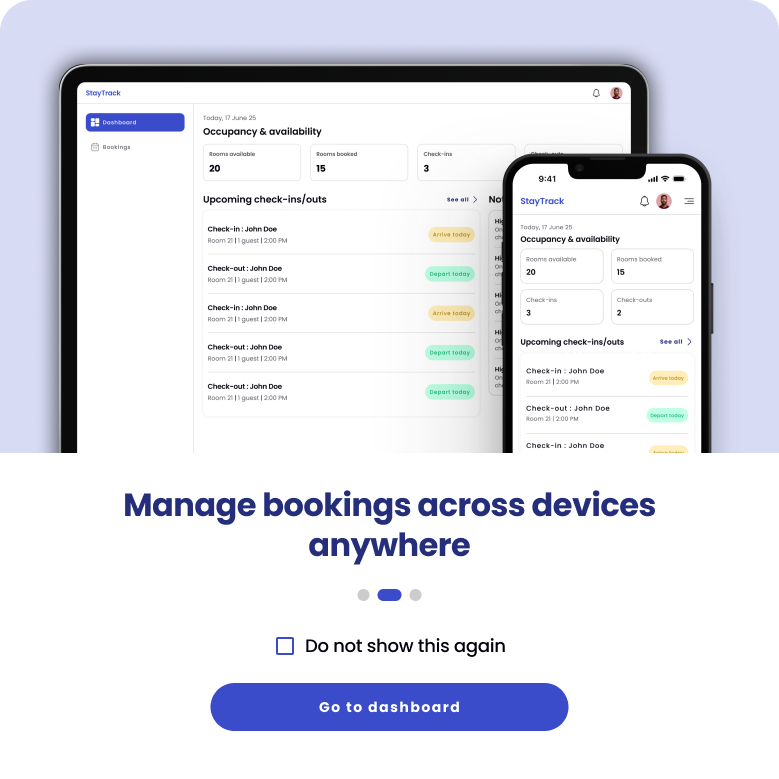 StayTrack
Dashboard
Bookings
Today, 17 June 25
Occupancy & availability
Rooms available
20
Rooms booked
15
Check-ins
3
Check-outs
Upcoming check-ins/outs
See all
Check-in : John Doe
Room 21 | 1 guest | 2:00 PM
Arrive today
Check-out : John Doe
Room 21 | 1 guest | 2:00 PM
Depart today
Check-in : John Doe
Room 21 | 1 guest | 2:00 PM
Arrive today
Check-out : John Doe
Room 21 | 1 guest | 2:00 PM
Depart today
Check-out : John Doe
Room 21 | 1 guest | 2:00 PM
Depart today
9:41
StayTrack
Today, 17 June 25
Occupancy & availability
Rooms available
20
Rooms booked
15
Check-ins
3
Check-outs
2
Upcoming check-ins/outs
See all
Check-in : John Doe
Room 21 | 2:00 PM
Arrive today
Check-out : John Doe
Room 21 | 2:00 PM
Depart today
Check-in : John Doe
Manage bookings across devices
anywhere
Do not show this again
Go to dashboard